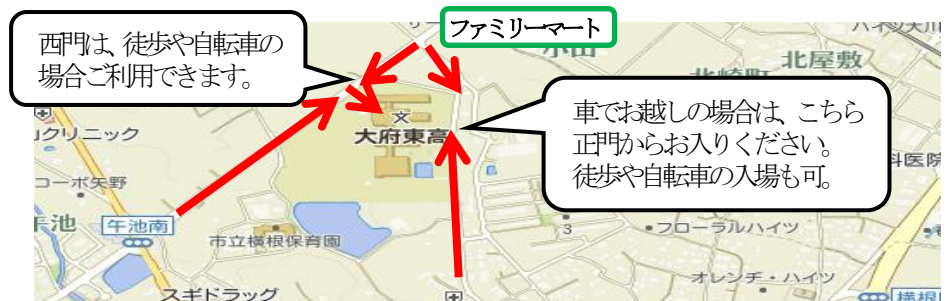 ファミリーマート
西門は、徒歩や自転車の
場合ご利用できます。
北屋敷
車でお越しの場合は、こちら
正門からお入りください。
徒歩や自転車の入場も可。
クリニック
文
大府東高
コーポ矢野
午池南
市立横根保育園
3
フローラルハイツ
オレンヂ・ハイツ
スギドラッグ
横根